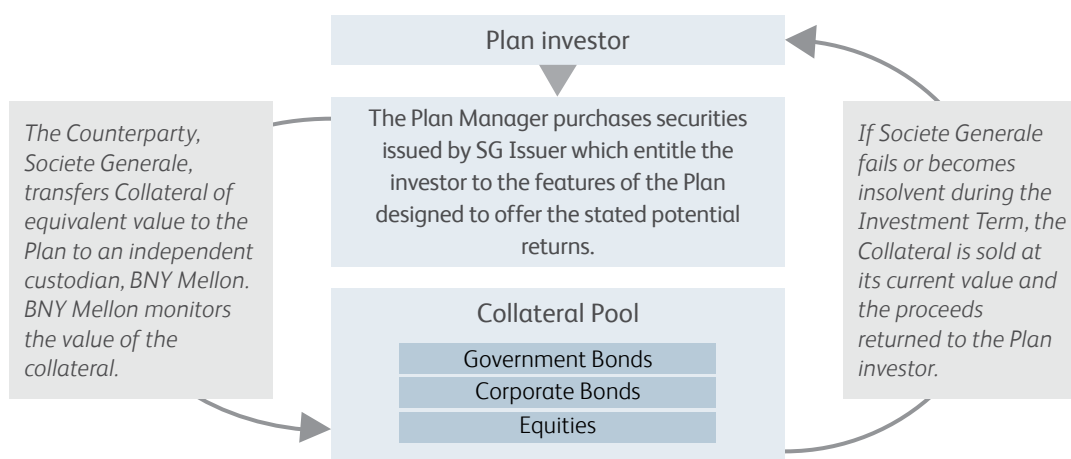 Plan investor
The Plan Manager purchases securities
issued by SG Issuer which entitle the
investor to the features of the Plan
designed to offer the stated potential
returns.
The Counterparty,
Societe Generale,
transfers Collateral of
equivalent value to the
Plan to an independent
custodian, BNY Mellon.
BNY Mellon monitors
the value of the
collateral.
Collateral Pool
Government Bonds
Corporate Bonds
Equities
If Societe Generale
fails or becomes
insolvent during the
Investment Term, the
Collateral is sold at
its current value and
the proceeds
returned to the Plan
investor.